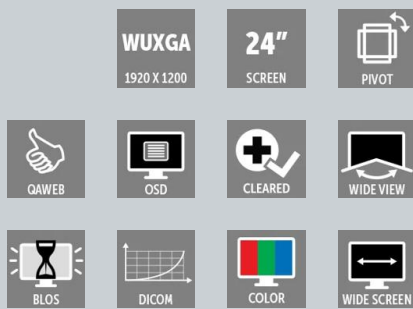 WUXGA
1920 X 1200
24"
SCREEN
PIVOT
QAWEB
OSD
CLEARED
WIDE VIEW
BLOS
DICOM
COLOR
WIDE SCREEN